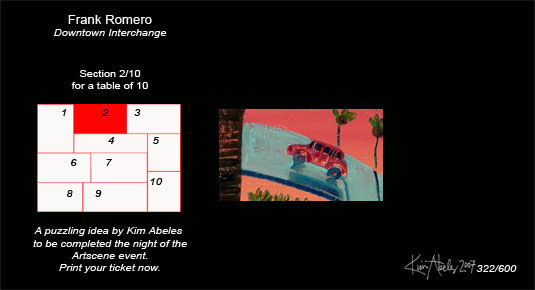 Frank Romero
Downtown Interchange
Section 2/10
for a table of 10
1 2 3
4 5
6 7
10
8 9
A puzzling idea by Kim Abeles
to be completed the night of the
Artscene event.
Print your ticket now.
Kim Abeles 2007 322/600